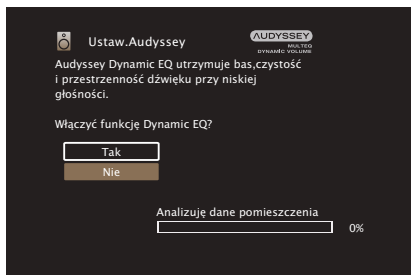 Ustaw.Audyssey
AUDYSSEY
MULTEQ
DYNAMIC VOLUME
Audyssey Dynamic EQ utrzymuje bas,czystość
i przestrzenność dźwięku przy niskiej
głośności.
Włączyć funkcję Dynamic EQ?
Tak
Nie
Analizuję dane pomieszczenia
0%